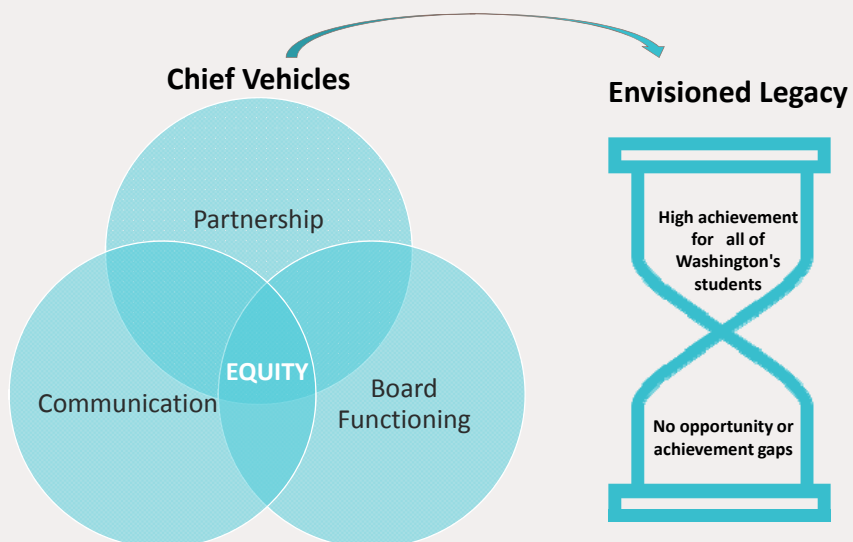 Chief Vehicles
Partnership
EQUITY
Communication
Board
Functioning
Envisioned Legacy
High achievement
for all of
Washington's
students
No opportunity or
achievement gaps